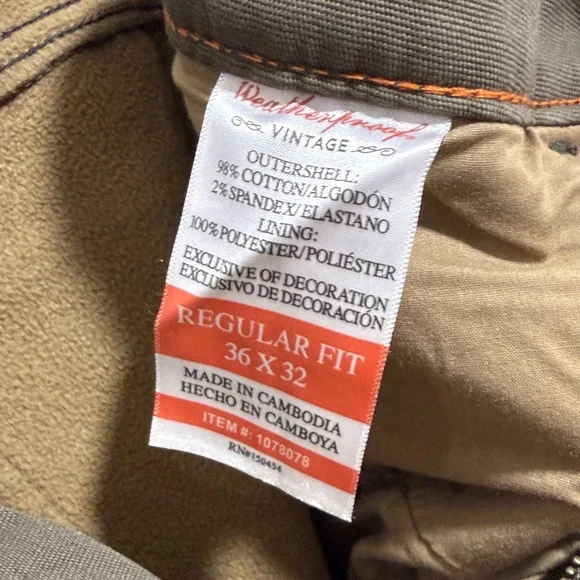 Weatherproof
VINTAGE
OUTERSHELL:
98% COTTON/ALGODÓN
2% SPANDEX/ELASTANO
LINING:
100% POLYESTER/POLIÉSTER
EXCLUSIVE OF DECORATION
EXCLUSIVO DE DECORACIÓN
REGULAR FIT
36 X 32
MADE IN CAMBODIA
HECHO EN CAMBOYA
ITEM #: 1078078
RN#150454